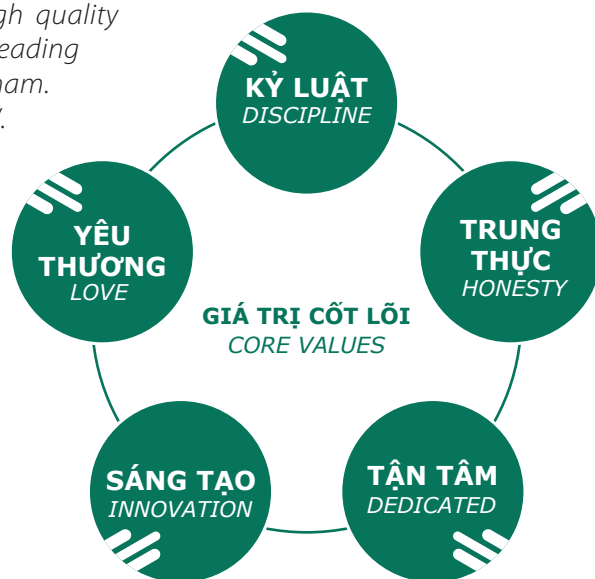 gh quality
eading
nam.
KỶ LUẬT
DISCIPLINE
TRUNG
THỰC
HONESTY
TẬN TÂM
DEDICATED
SÁNG TẠO
INNOVATION
YÊU
THƯƠNG
LOVE
GIÁ TRỊ CỐT LÕI
CORE VALUES